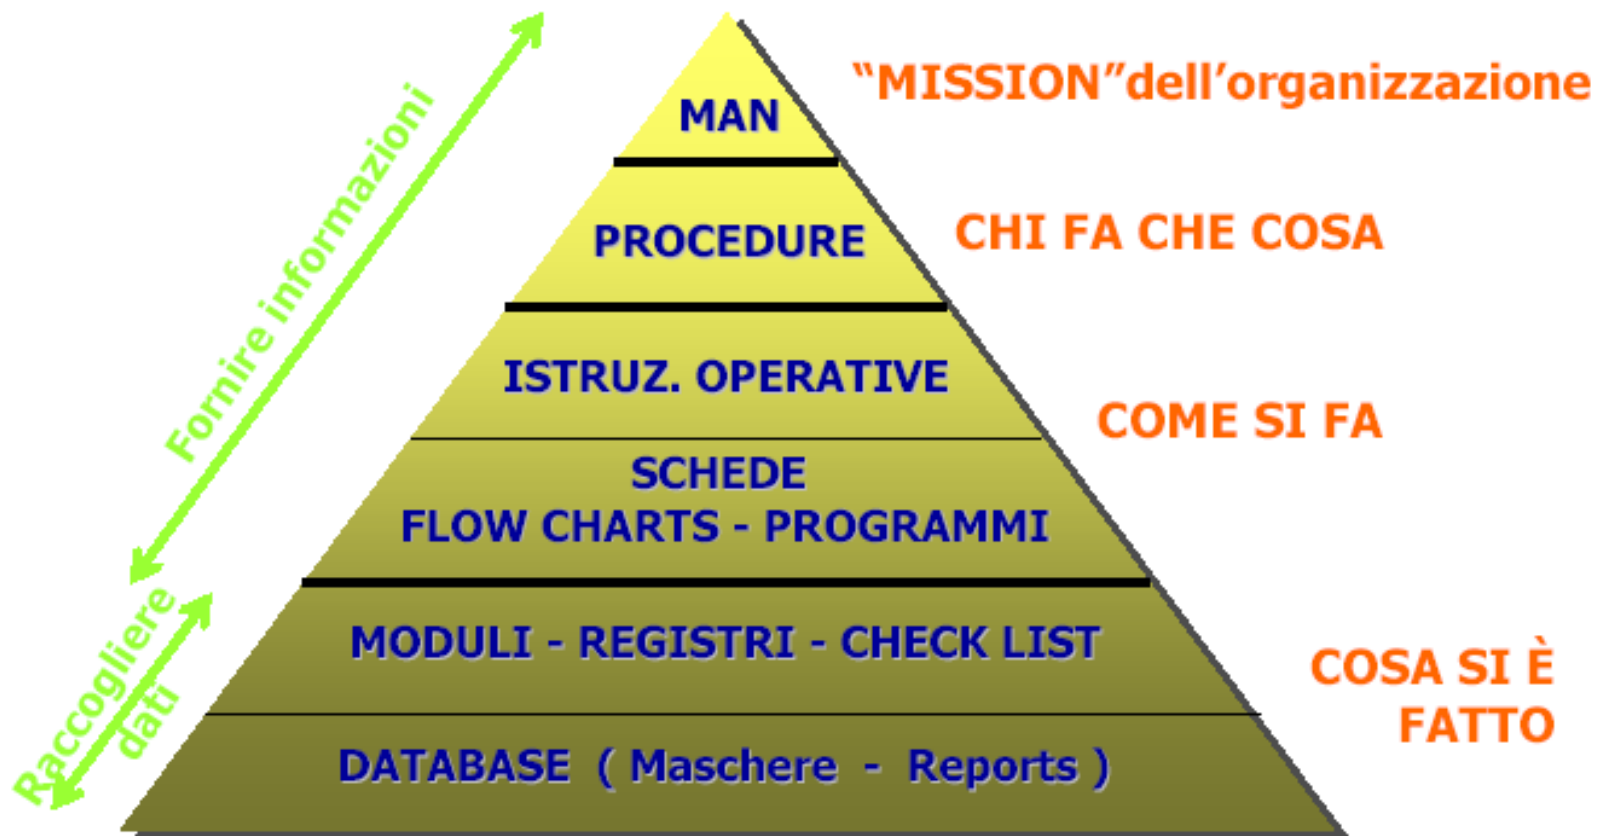 “MISSION”dell’organizzazione
MAN
Fornire informazioni
PROCEDURE
CHI FA CHE COSA
ISTRUZ. OPERATIVE
COME SI FA
SCHEDE
FLOW CHARTS - PROGRAMMI
Raccogliere
dati
MODULI - REGISTRI - CHECK LIST
COSA SI È
FATTO
DATABASE ( Maschere - Reports )